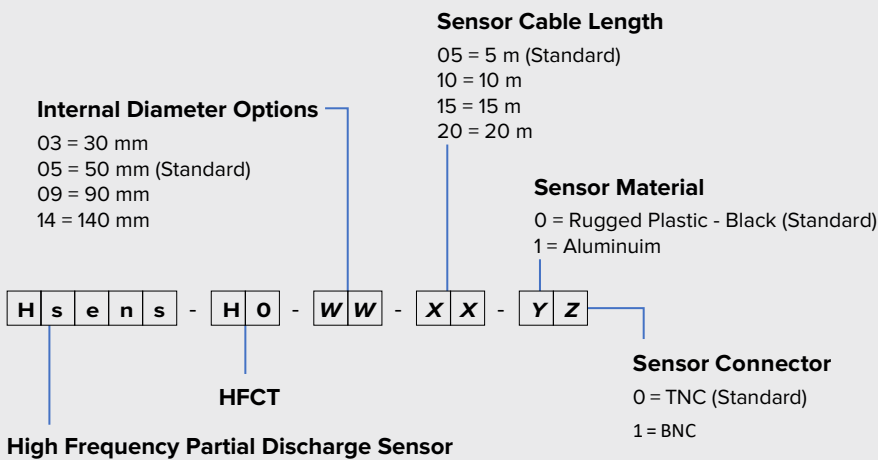 Sensor Cable Length
05 = 5 m (Standard)
10 = 10 m
15 = 15 m
20 = 20 m
Internal Diameter Options
03 = 30 mm
05 = 50 mm (Standard)
09 = 90 mm
14 = 140 mm
Sensor Material
0 = Rugged Plastic - Black (Standard)
1 = Aluminuim
H s e n s - H 0 - W W - X X - Y Z
Sensor Connector
0 = TNC (Standard)
1 = BNC
HFCT
High Frequency Partial Discharge Sensor